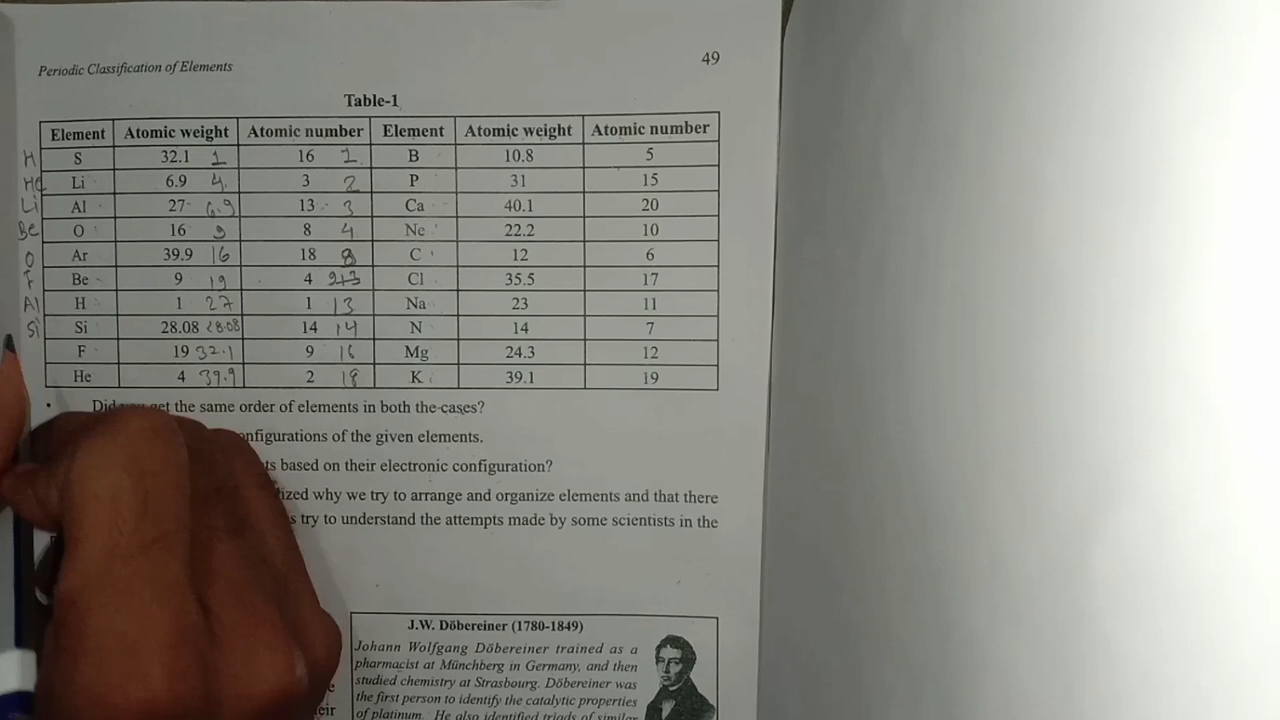 Periodic Classification of Elements 49
Table-1
Element Atomic weight Atomic number Element Atomic weight Atomic number
H S 32.1 1 16 1 B 10.8 5
He Li 6.9 4. 3 2 P 31 15
Li Al 27 6.9 13 3 Ca 40.1 20
Be O 16 9 8 4 Ne 22.2 10
O Ar 39.9 16 18 8 C 12 6
F Be 9 19 4 Cl 35.5 17
Al H 1 27 1 13 Na 23 11
Si Si 28.08 28.08 14 14 N 14 7
F 19 32.1 9 16 Mg 24.3 12
He 4 39.9 2 18 K 39.1 19
• Did get the same order of elements in both the cases?
nfigurations of the given elements.
ts based on their electronic configuration?
ized why we try to arrange and organize elements and that there
s try to understand the attempts made by some scientists in the
J.W. Döbereiner (1780-1849)
Johann Wolfgang Döbereiner trained as a
pharmacist at Münchberg in Germany, and then
studied chemistry at Strasbourg. Döbereiner was
the first person to identify the catalytic properties
of platinum. He also identified triads of similar
e
eir